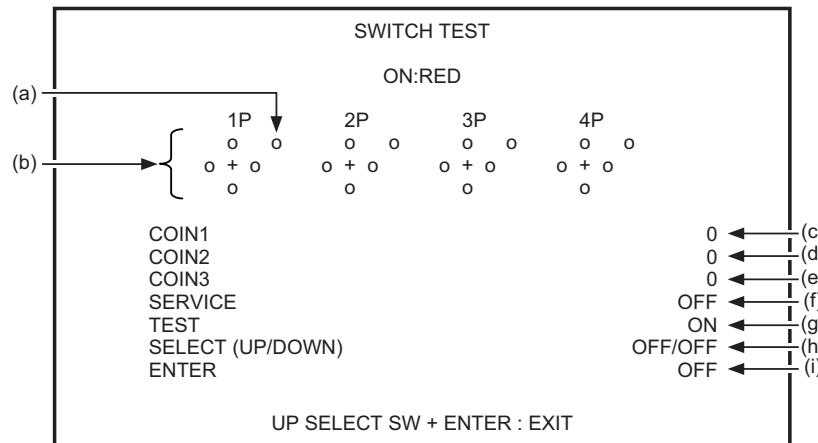 SWITCH TEST
ON:RED
(a)
1P 2P 3P 4P
o o o o o o o o
(b)
o + o o + o o + o o + o
o o o o
COIN1 0 (c
COIN2 0 (d
COIN3 0 (e
SERVICE OFF (f)
TEST ON (g
SELECT (UP/DOWN) OFF/OFF (h
ENTER OFF (i)
UP SELECT SW + ENTER : EXIT